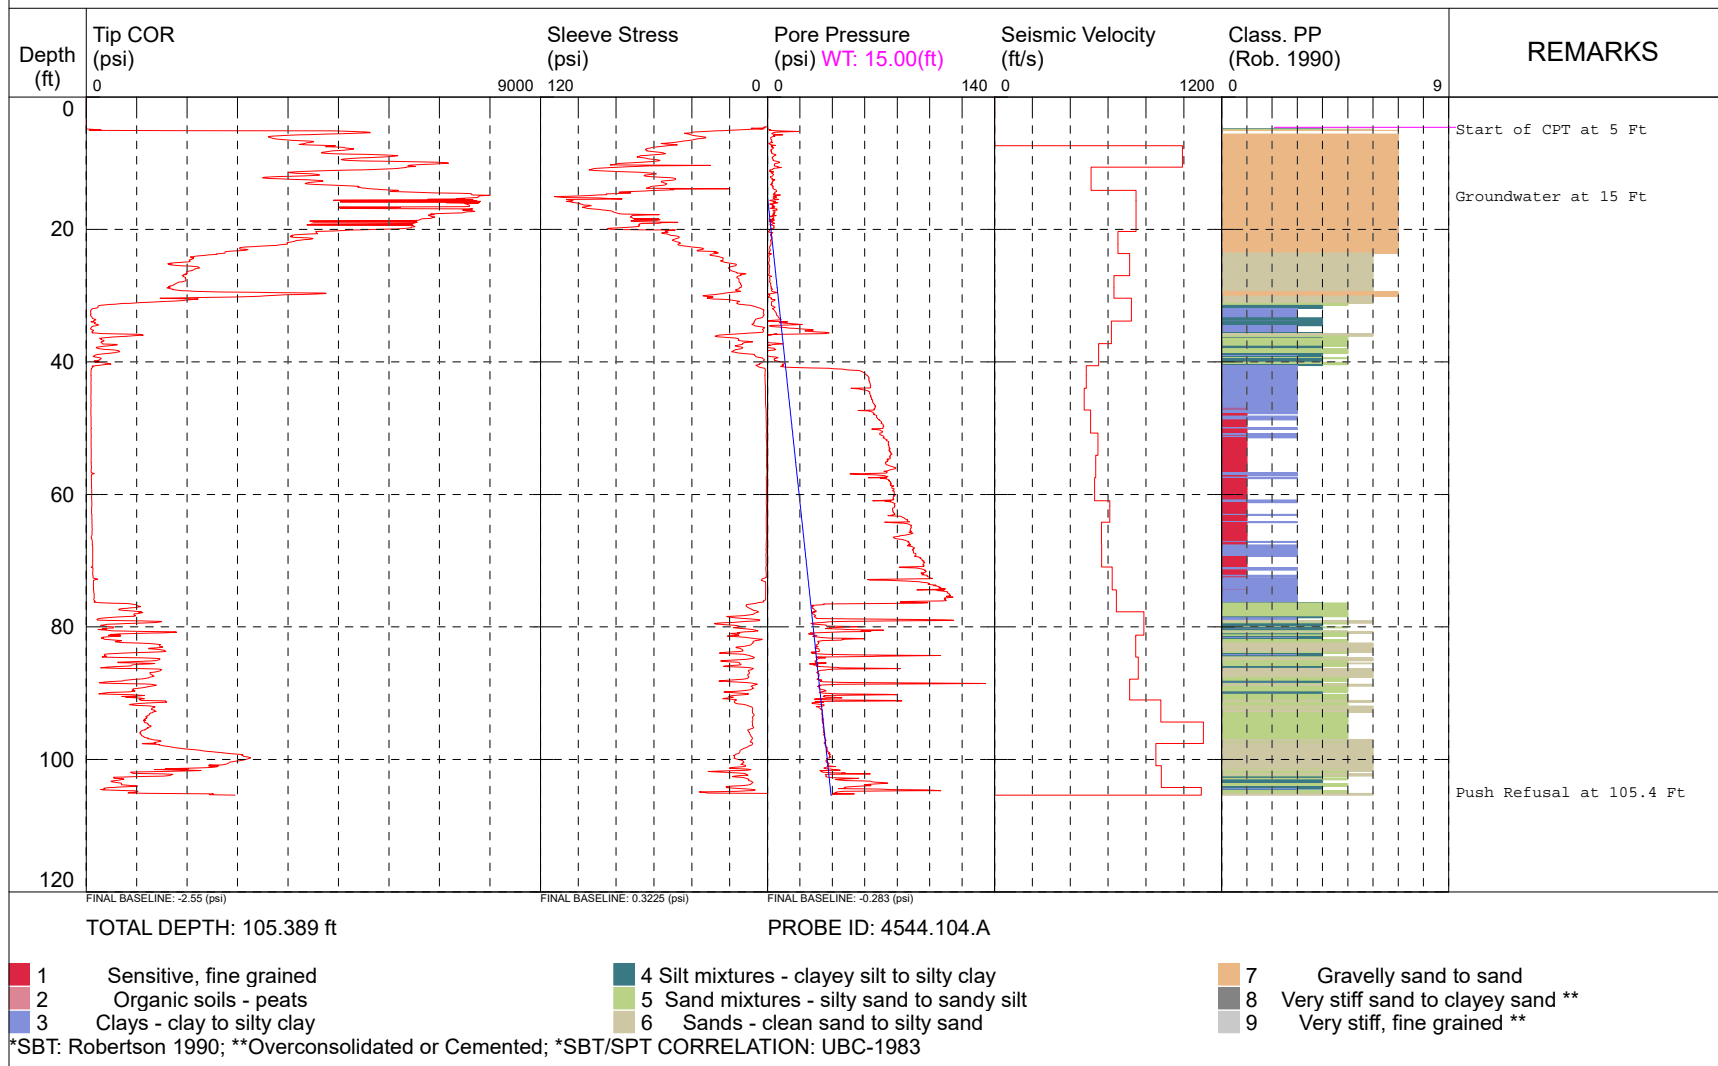 Depth
(ft)
Tip COR
(psi)
0 9000
Sleeve Stress
(psi)
120 0
Pore Pressure
(psi) WT: 15.00(ft)
0 140
Seismic Velocity
(ft/s)
0 1200
Class. PP
(Rob. 1990)
0 9
REMARKS
0
20
40
60
80
100
120
Start of CPT at 5 Ft
Groundwater at 15 Ft
Push Refusal at 105.4 Ft
FINAL BASELINE: -2.55 (psi)
FINAL BASELINE: 0.3225 (psi)
FINAL BASELINE: -0.283 (psi)
TOTAL DEPTH: 105.389 ft
PROBE ID: 4544.104.A
1 Sensitive, fine grained
2 Organic soils - peats
3 Clays - clay to silty clay
4 Silt mixtures - clayey silt to silty clay
5 Sand mixtures - silty sand to sandy silt
6 Sands - clean sand to silty sand
7 Gravelly sand to sand
8 Very stiff sand to clayey sand **
9 Very stiff, fine grained **
*SBT: Robertson 1990; **Overconsolidated or Cemented; *SBT/SPT CORRELATION: UBC-1983